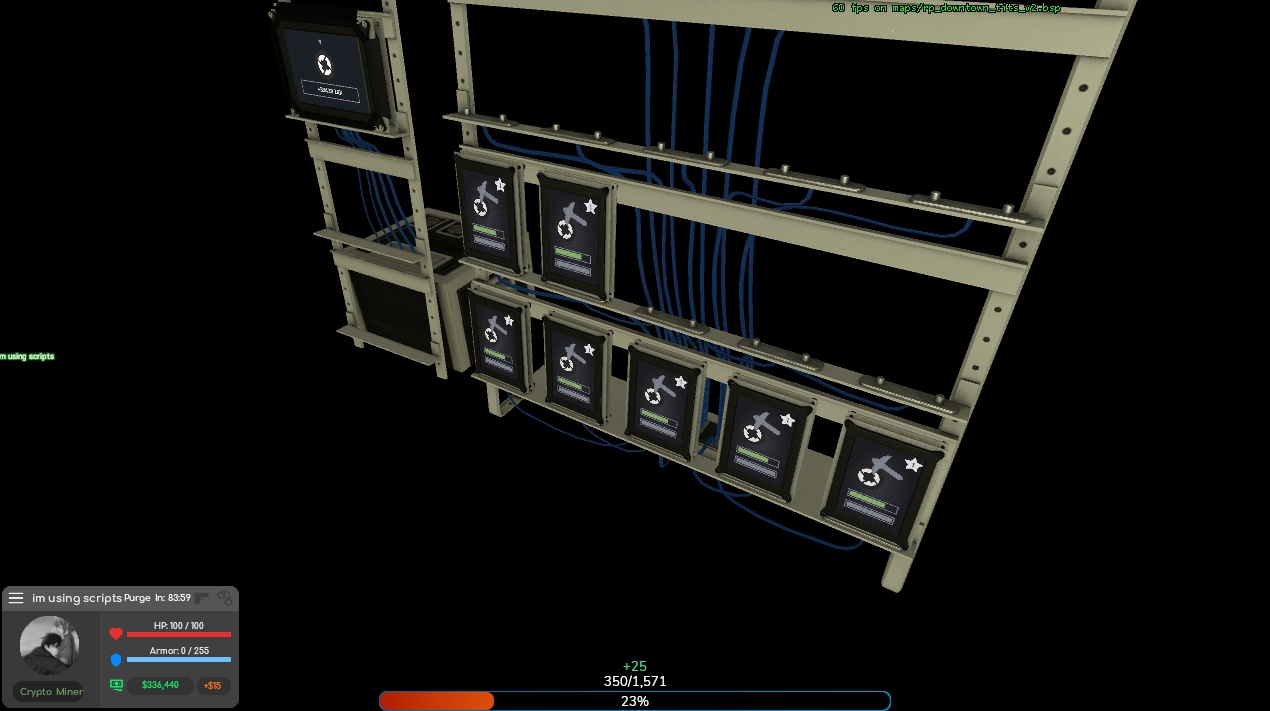 60 fps on maps/rp_downtown_tits_v2.bsp
im using scripts
im using scripts Purge In: 83:59
HP: 100 / 100
Armor: 0 / 255
Crypto Miner
$336,440
+$15
+25
350/1,571
23%